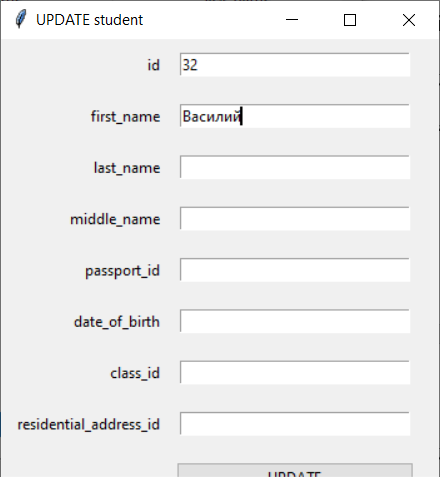 UPDATE student
id 32
first_name Василий
last_name
middle_name
passport_id
date_of_birth
class_id
residential_address_id
UPDATE